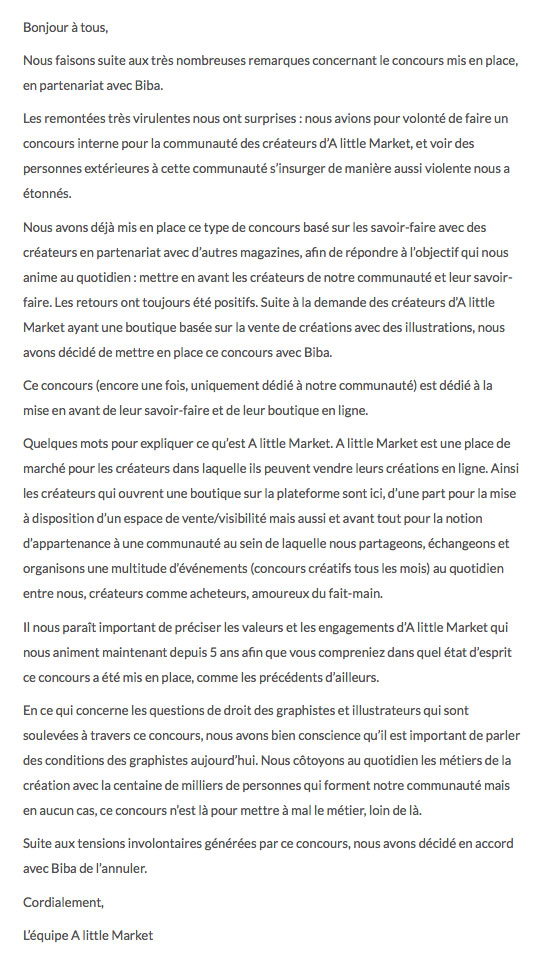 Bonjour à tous,
Nous faisons suite aux très nombreuses remarques concernant le concours mis en place,
en partenariat avec Biba.
Les remontées très virulentes nous ont surprises : nous avions pour volonté de faire un
concours interne pour la communauté des créateurs d'A little Market, et voir des
personnes extérieures à cette communauté s'insurger de manière aussi violente nous a
étonnés.
Nous avons déjà mis en place ce type de concours basé sur les savoir-faire avec des
créateurs en partenariat avec d'autres magazines, afin de répondre à l'objectif qui nous
anime au quotidien : mettre en avant les créateurs de notre communauté et leur savoir-
faire. Les retours ont toujours été positifs. Suite à la demande des créateurs d'A little
Market ayant une boutique basée sur la vente de créations avec des illustrations, nous
avons décidé de mettre en place ce concours avec Biba.
Ce concours (encore une fois, uniquement dédié à notre communauté) est dédié à la
mise en avant de leur savoir-faire et de leur boutique en ligne.
Quelques mots pour expliquer ce qu'est A little Market. A little Market est une place de
marché pour les créateurs dans laquelle ils peuvent vendre leurs créations en ligne. Ainsi
les créateurs qui ouvrent une boutique sur la plateforme sont ici, d'une part pour la mise
à disposition d'un espace de vente/visibilité mais aussi et avant tout pour la notion
d'appartenance à une communauté au sein de laquelle nous partageons, échangeons et
organisons une multitude d'événements (concours créatifs tous les mois) au quotidien
entre nous, créateurs comme acheteurs, amoureux du fait-main.
Il nous paraît important de préciser les valeurs et les engagements d'A little Market qui
nous animent maintenant depuis 5 ans afin que vous compreniez dans quel état d'esprit
ce concours a été mis en place, comme les précédents d'ailleurs.
En ce qui concerne les questions de droit des graphistes et illustrateurs qui sont
soulevées à travers ce concours, nous avons bien conscience qu'il est important de parler
des conditions des graphistes aujourd'hui. Nous côtoyons au quotidien les métiers de la
création avec la centaine de milliers de personnes qui forment notre communauté mais
en aucun cas, ce concours n'est là pour mettre à mal le métier, loin de là.
Suite aux tensions involontaires générées par ce concours, nous avons décidé en accord
avec Biba de l'annuler.
Cordialement,
L'équipe A little Market